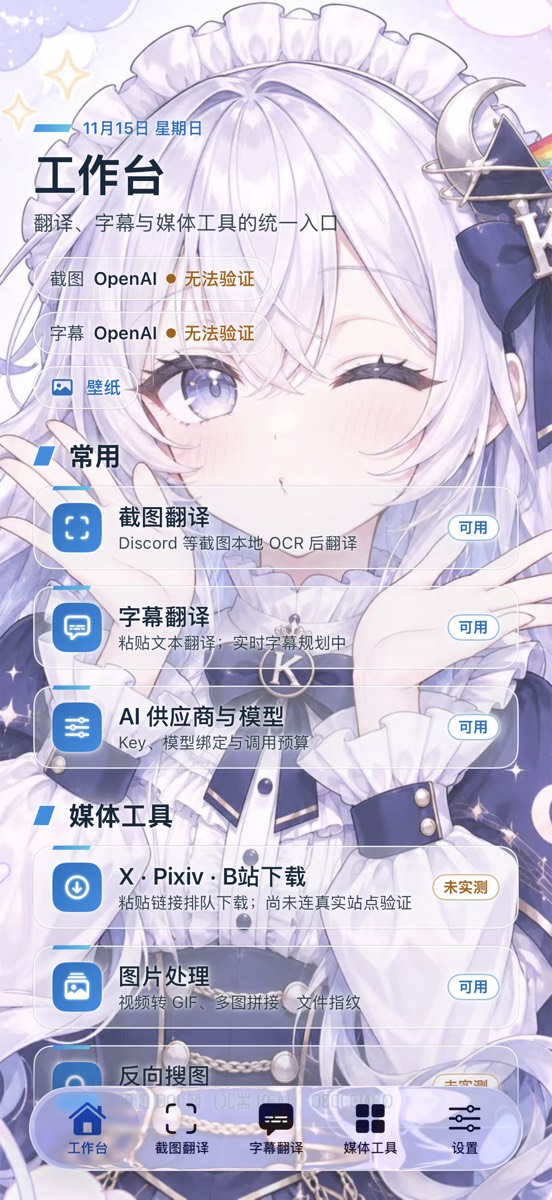 11月15日 星期日
工作台
翻译、字幕与媒体工具的统一入口
截图 OpenAI ● 无法验证
字幕 OpenAI ● 无法验证
壁纸
常用
截图翻译
Discord 等截图本地 OCR 后翻译
可用
字幕翻译
粘贴文本翻译；实时字幕规划中
可用
K
AI 供应商与模型
Key、模型绑定与调用预算
可用
媒体工具
X · Pixiv · B站下载
粘贴链接排队下载；尚未连真实站点验证
未实测
图片处理
视频转 GIF、多图拼接、文件指纹
可用
反向搜图
未实测
工作台
截图翻译
字幕翻译
媒体工具
设置